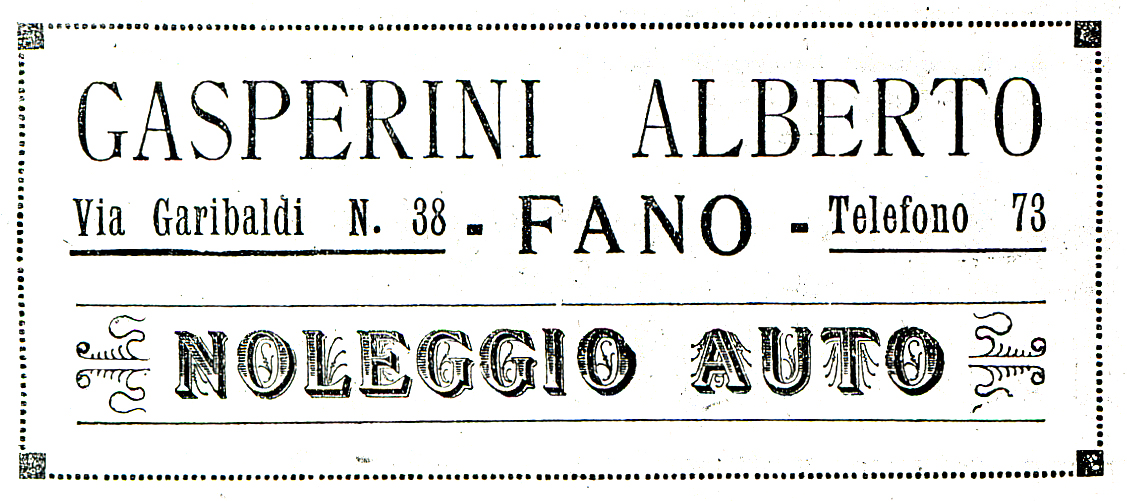 GASPERINI ALBERTO
Via Garibaldi N. 38 - FANO - Telefono 73
NOLEGGIO AUTO